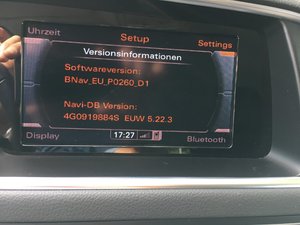 Uhrzeit
Setup
Settings
Versionsinformationen
Softwareversion:
BNav_EU_P0260_D1
Navi-DB Version:
4G0919884S EUW 5.22.3
Display
17:27
Bluetooth